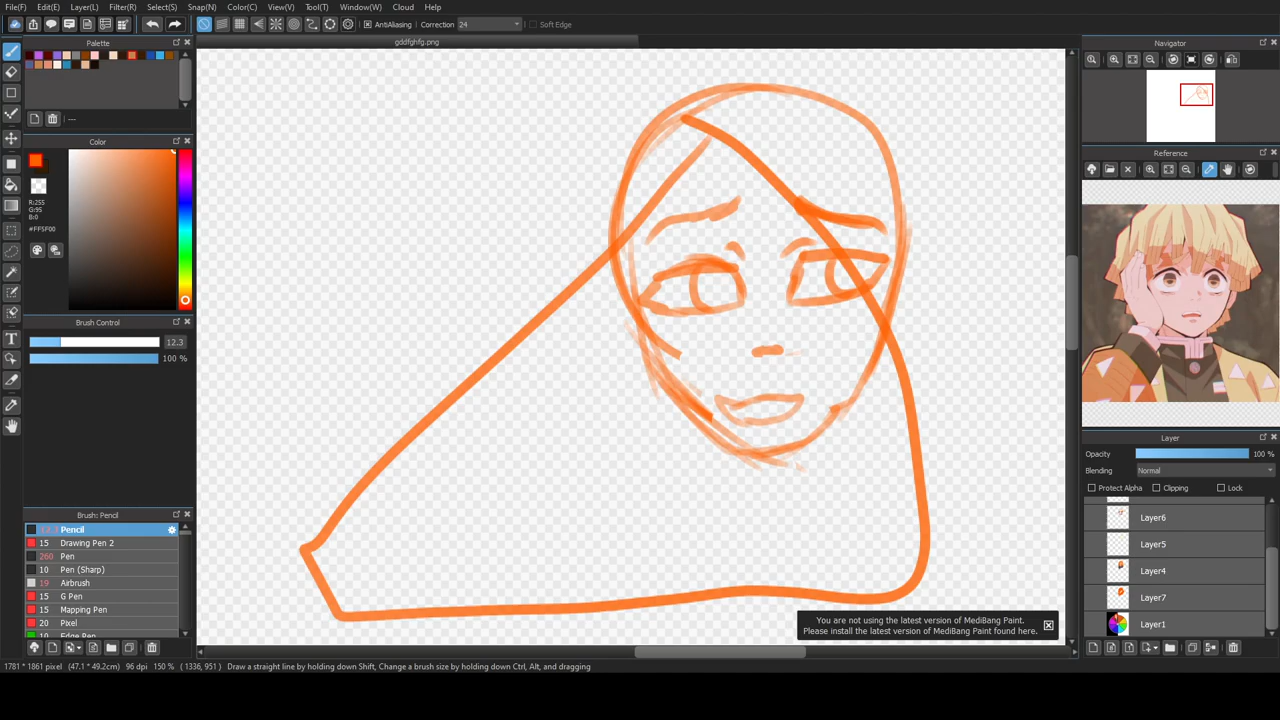 File(F) Edit(E) Layer(L) Filter(R) Select(S) Snap(N) Color(C) View(V) Tool(T) Window(W) Cloud Help
AntiAliasing Correction 24 Soft Edge
gddfghfg.png
Palette
---
Color
R:255
G:95
B:0
#FF5F00
Brush Control
12.3
100 %
Brush: Pencil
12.3 Pencil
15 Drawing Pen 2
260 Pen
10 Pen (Sharp)
19 Airbrush
15 G Pen
15 Mapping Pen
20 Pixel
10 Edge Pen
Navigator
Reference
Layer
Opacity 100 %
Blending Normal
Protect Alpha Clipping Lock
Layer6
Layer5
Layer4
Layer7
Layer1
You are not using the latest version of MediBang Paint.
Please install the latest version of MediBang Paint found here.
1781 * 1861 pixel (47.1 * 49.2cm) 96 dpi 150 % ( 1336, 951 ) Draw a straight line by holding down Shift, Change a brush size by holding down Ctrl, Alt, and dragging